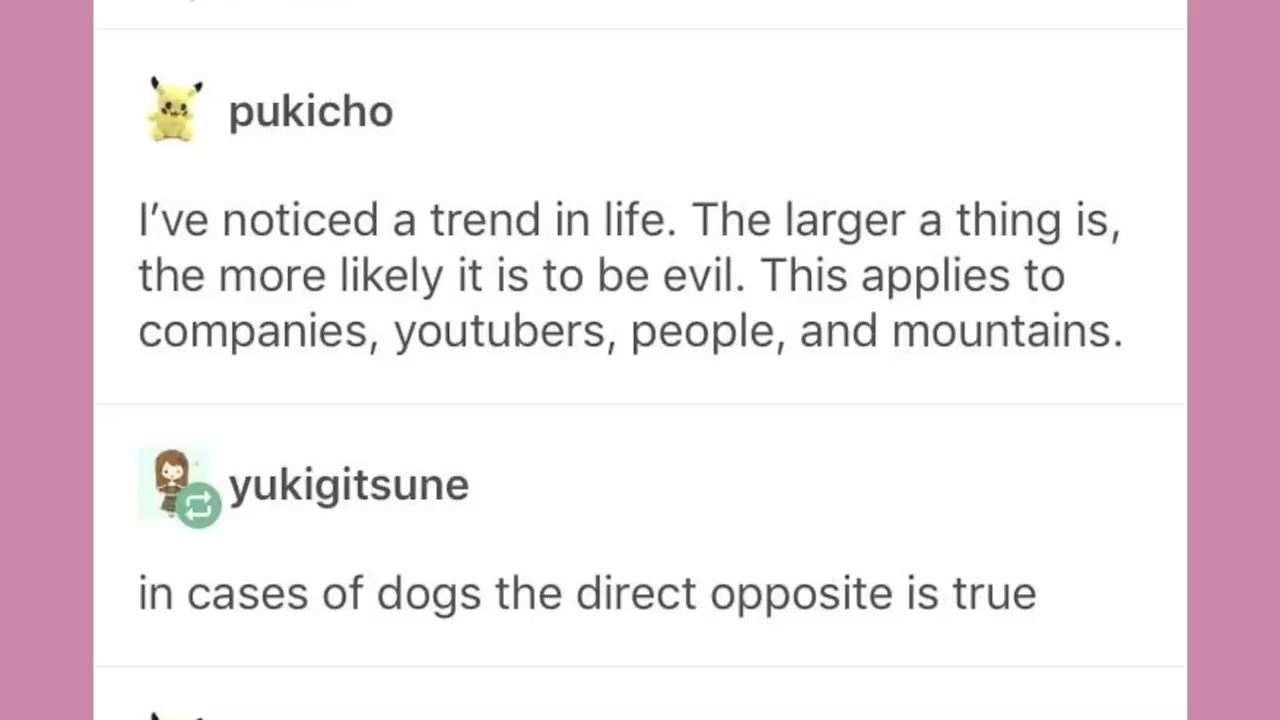 pukicho
I’ve noticed a trend in life. The larger a thing is,
the more likely it is to be evil. This applies to
companies, youtubers, people, and mountains.
yukigitsune
in cases of dogs the direct opposite is true